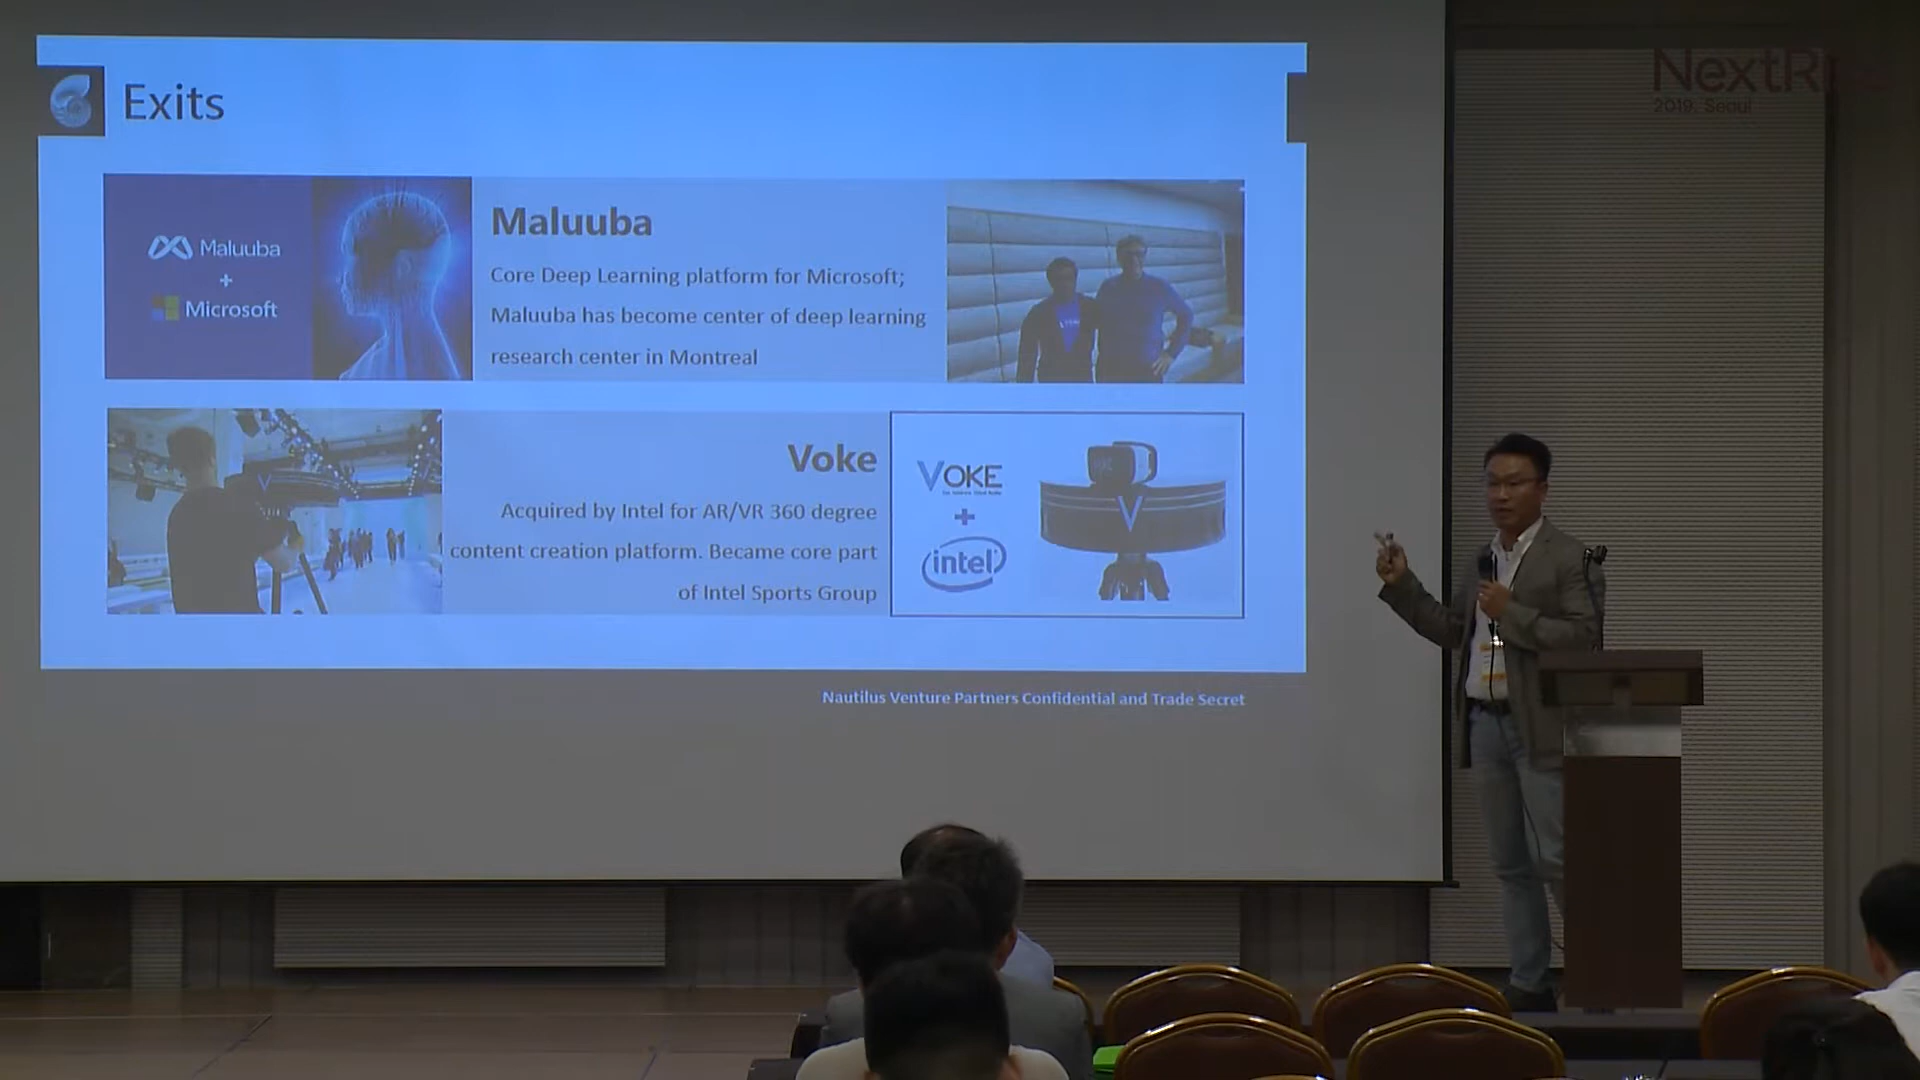 NextRi
2019, Seoul
Exits
Maluuba
+
Microsoft
Maluuba
Core Deep Learning platform for Microsoft;
Maluuba has become center of deep learning
research center in Montreal
Voke
Acquired by Intel for AR/VR 360 degree
content creation platform. Became core part
of Intel Sports Group
VOKE
+
intel
V
Nautilus Venture Partners Confidential and Trade Secret